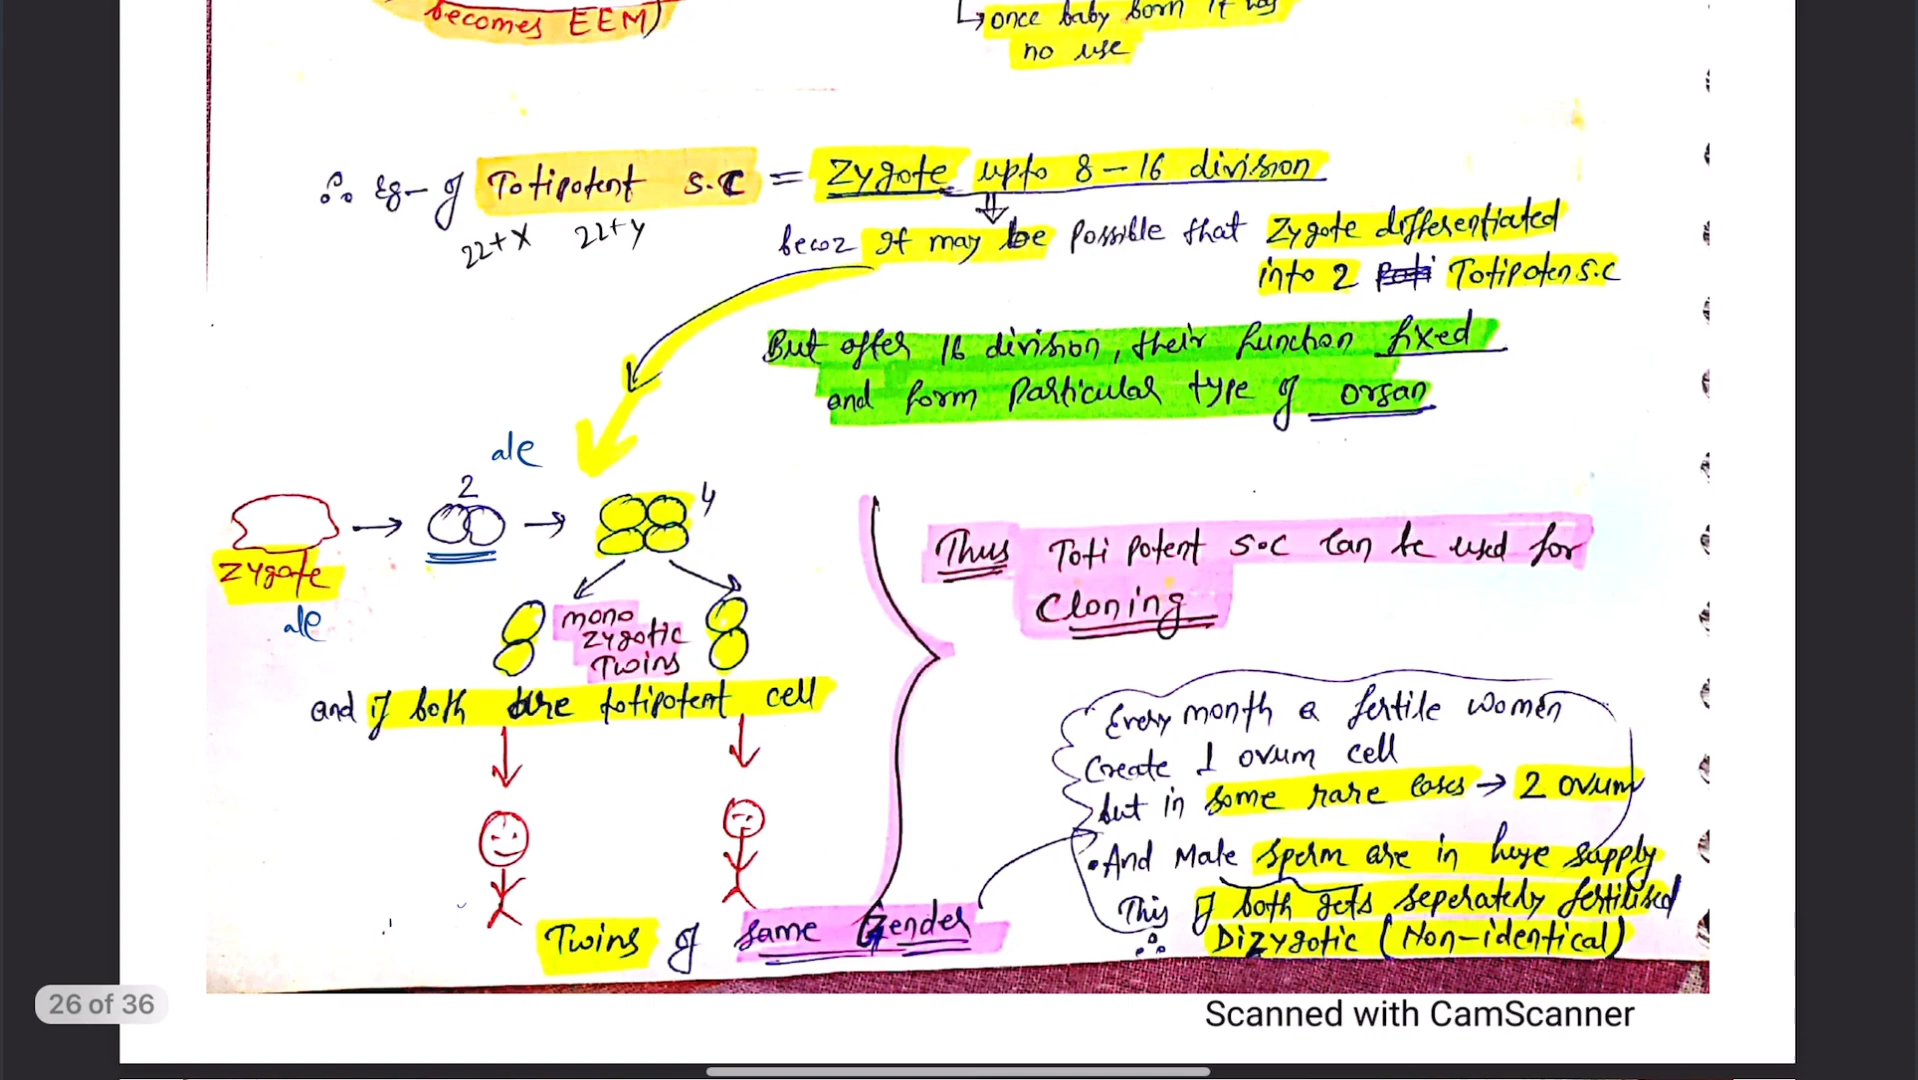 becomes EEM)
↳ once baby born it has
no use
∴ Eg- of Totipotent S.C = Zygote upto 8-16 division
22+X 22+y
becoz It may be possible that Zygote differentiated
into 2 Totipoten S.C
But after 16 division, their function fixed
and form Particular type of organ
ale
Zygote → 2 → 4
ale
mono
Zygotic
Twins
and if both are totipotent cell
Twins of same Gender
Thus Toti potent S.C Can be used for
Cloning
Every month a fertile women
Create 1 ovum cell
but in some rare cases → 2 ovum
• And Male sperm are in huge supply
This if both gets seperately fertilised
∴ Dizygotic (Non-identical)
26 of 36
Scanned with CamScanner